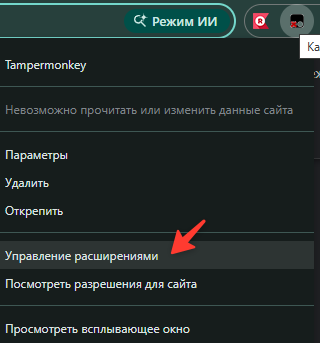 Режим ИИ
R
Ка
Tampermonkey
Невозможно прочитать или изменить данные сайта
Параметры
Удалить
Открепить
Управление расширениями
Посмотреть разрешения для сайта
Просмотреть всплывающее окно